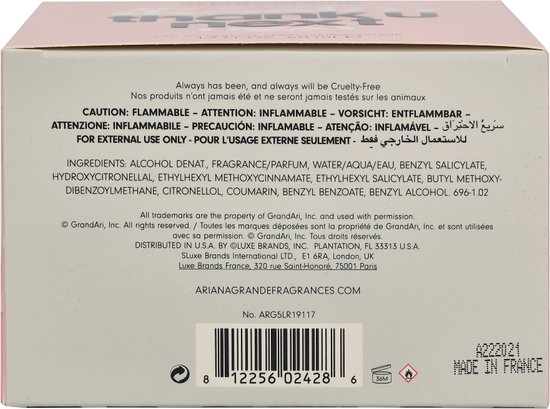 thank u
next
Always has been, and always will be Cruelty-Free
Nos produits n'ont jamais été et ne seront jamais testés sur les animaux
CAUTION: FLAMMABLE – ATTENTION: INFLAMMABLE – VORSICHT: ENTFLAMMBAR –
ATTENZIONE: INFLAMMABILE – PRECAUCIÓN: INFLAMABLE – ATENÇÃO: INFLAMÁVEL – سَريعُ الاحْتِرَاق
FOR EXTERNAL USE ONLY - POUR L'USAGE EXTERNE SEULEMENT - للاستعمال الخارجي فقط
INGREDIENTS: ALCOHOL DENAT., FRAGRANCE/PARFUM, WATER/AQUA/EAU, BENZYL SALICYLATE,
HYDROXYCITRONELLAL, ETHYLHEXYL METHOXYCINNAMATE, ETHYLHEXYL SALICYLATE, BUTYL METHOXY-
DIBENZOYLMETHANE, CITRONELLOL, COUMARIN, BENZYL BENZOATE, BENZYL ALCOHOL. 696-1.02
All trademarks are the property of GrandAri, Inc. and used with permission.
© GrandAri, Inc. All rights reserved. / Toutes les marques déposées sont la propriété de GrandAri, Inc. et sont utilisées
avec sa permission. © GrandAri, Inc. Tous droits réservés.
DISTRIBUTED IN U.S.A. BY ©LUXE BRANDS, INC. PLANTATION, FL 33313 U.S.A.
SLuxe Brands International LTD., E1 6RA, London, UK
Luxe Brands France, 320 rue Saint-Honoré, 75001 Paris
ARIANAGRANDEFRAGRANCES.COM
No. ARG5LR19117
8 12256 02428 6
36M
A222021
MADE IN FRANCE